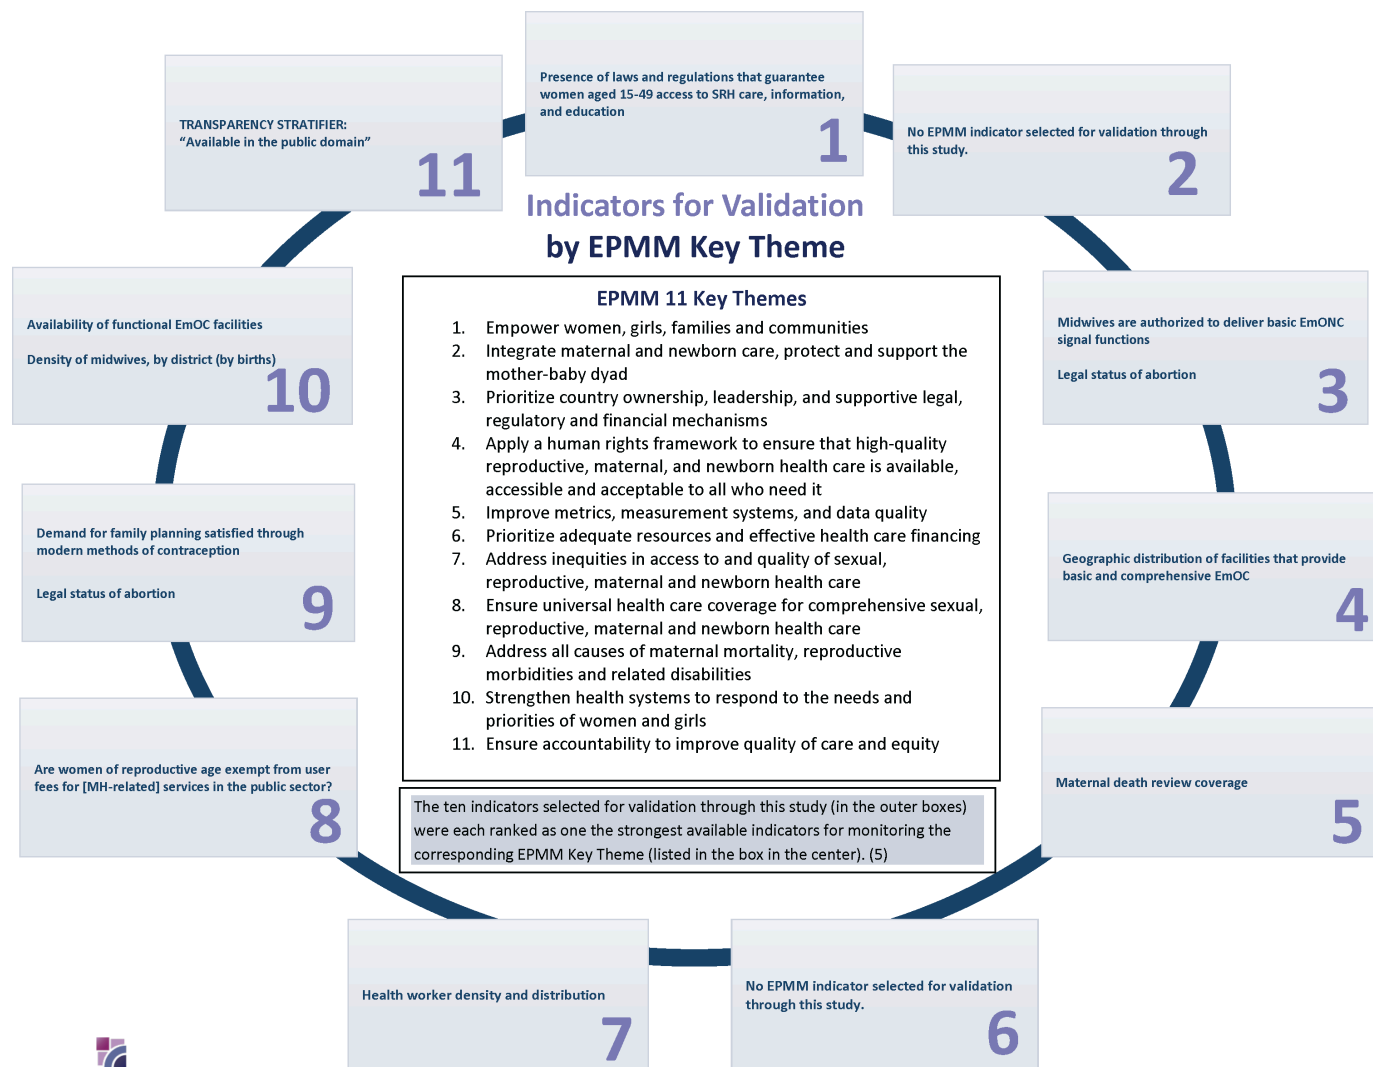 Presence of laws and regulations that guarantee
women aged 15-49 access to SRH care, information,
and education
1
TRANSPARENCY STRATIFIER:
“Available in the public domain”
11
No EPMM indicator selected for validation through
this study.
2
Indicators for Validation
by EPMM Key Theme
EPMM 11 Key Themes
1. Empower women, girls, families and communities
2. Integrate maternal and newborn care, protect and support the
mother-baby dyad
3. Prioritize country ownership, leadership, and supportive legal,
regulatory and financial mechanisms
4. Apply a human rights framework to ensure that high-quality
reproductive, maternal, and newborn health care is available,
accessible and acceptable to all who need it
5. Improve metrics, measurement systems, and data quality
6. Prioritize adequate resources and effective health care financing
7. Address inequities in access to and quality of sexual,
reproductive, maternal and newborn health care
8. Ensure universal health care coverage for comprehensive sexual,
reproductive, maternal and newborn health care
9. Address all causes of maternal mortality, reproductive
morbidities and related disabilities
10. Strengthen health systems to respond to the needs and
priorities of women and girls
11. Ensure accountability to improve quality of care and equity
The ten indicators selected for validation through this study (in the outer boxes)
were each ranked as one the strongest available indicators for monitoring the
corresponding EPMM Key Theme (listed in the box in the center). (5)
Midwives are authorized to deliver basic EmONC
signal functions
Legal status of abortion
3
Geographic distribution of facilities that provide
basic and comprehensive EmOC
4
Maternal death review coverage
5
No EPMM indicator selected for validation
through this study.
6
Health worker density and distribution
7
Are women of reproductive age exempt from user
fees for [MH-related] services in the public sector?
8
Demand for family planning satisfied through
modern methods of contraception
Legal status of abortion
9
Availability of functional EmOC facilities
Density of midwives, by district (by births)
10